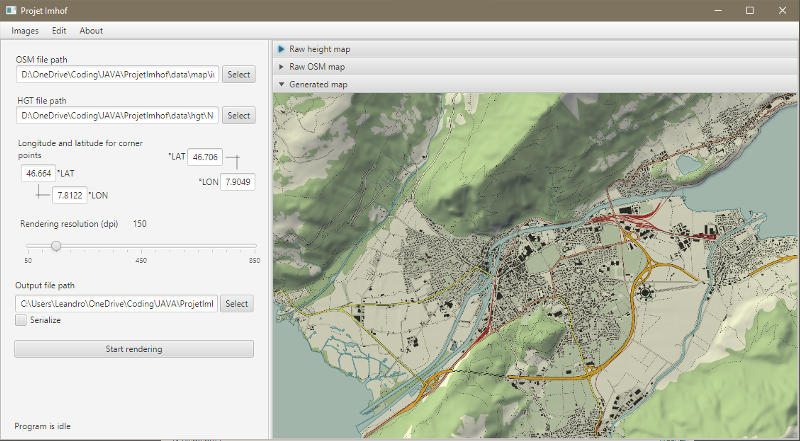 Projet Imhof
Images Edit About
OSM file path
D:\OneDrive\Coding\JAVA\ProjetImhof\data\map\i
Select
HGT file path
D:\OneDrive\Coding\JAVA\ProjetImhof\data\hgt\N
Select
Longitude and latitude for corner
points
°LAT 46.706
46.664 °LAT
°LON 7.9049
7.8122 °LON
Rendering resolution (dpi) 150
50 450 850
Output file path
C:\Users\Leandro\OneDrive\Coding\JAVA\ProjetIml
Select
Serialize
Start rendering
Program is idle
Raw height map
Raw OSM map
Generated map